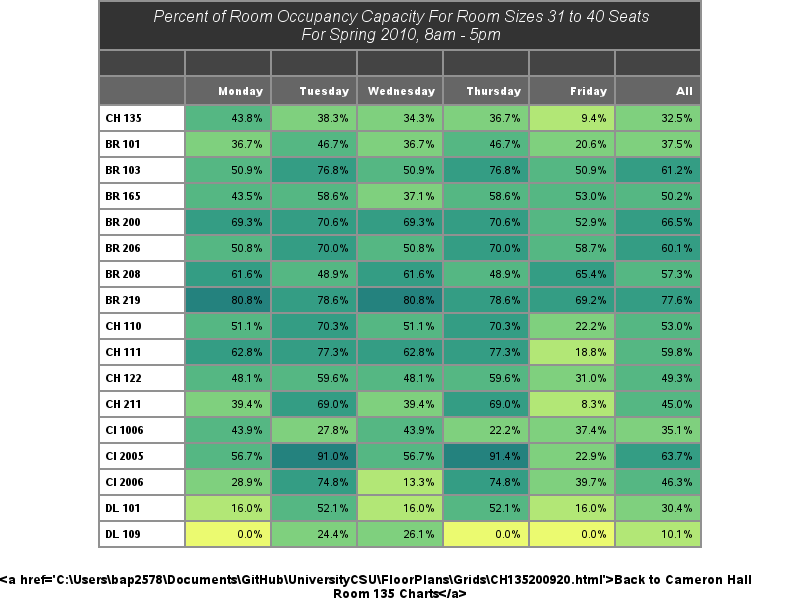 Percent of Room Occupancy Capacity For Room Sizes 31 to 40 Seats
For Spring 2010, 8am - 5pm
Monday Tuesday Wednesday Thursday Friday All
CH 135 43.8% 38.3% 34.3% 36.7% 9.4% 32.5%
BR 101 36.7% 46.7% 36.7% 46.7% 20.6% 37.5%
BR 103 50.9% 76.8% 50.9% 76.8% 50.9% 61.2%
BR 165 43.5% 58.6% 37.1% 58.6% 53.0% 50.2%
BR 200 69.3% 70.6% 69.3% 70.6% 52.9% 66.5%
BR 206 50.8% 70.0% 50.8% 70.0% 58.7% 60.1%
BR 208 61.6% 48.9% 61.6% 48.9% 65.4% 57.3%
BR 219 80.8% 78.6% 80.8% 78.6% 69.2% 77.6%
CH 110 51.1% 70.3% 51.1% 70.3% 22.2% 53.0%
CH 111 62.8% 77.3% 62.8% 77.3% 18.8% 59.8%
CH 122 48.1% 59.6% 48.1% 59.6% 31.0% 49.3%
CH 211 39.4% 69.0% 39.4% 69.0% 8.3% 45.0%
CI 1006 43.9% 27.8% 43.9% 22.2% 37.4% 35.1%
CI 2005 56.7% 91.0% 56.7% 91.4% 22.9% 63.7%
CI 2006 28.9% 74.8% 13.3% 74.8% 39.7% 46.3%
DL 101 16.0% 52.1% 16.0% 52.1% 16.0% 30.4%
DL 109 0.0% 24.4% 26.1% 0.0% 0.0% 10.1%
<a href='C:\Users\bap2578\Documents\GitHub\UniversityCSU\FloorPlans\Grids\CH135200920.html'>Back to Cameron Hall
Room 135 Charts</a>